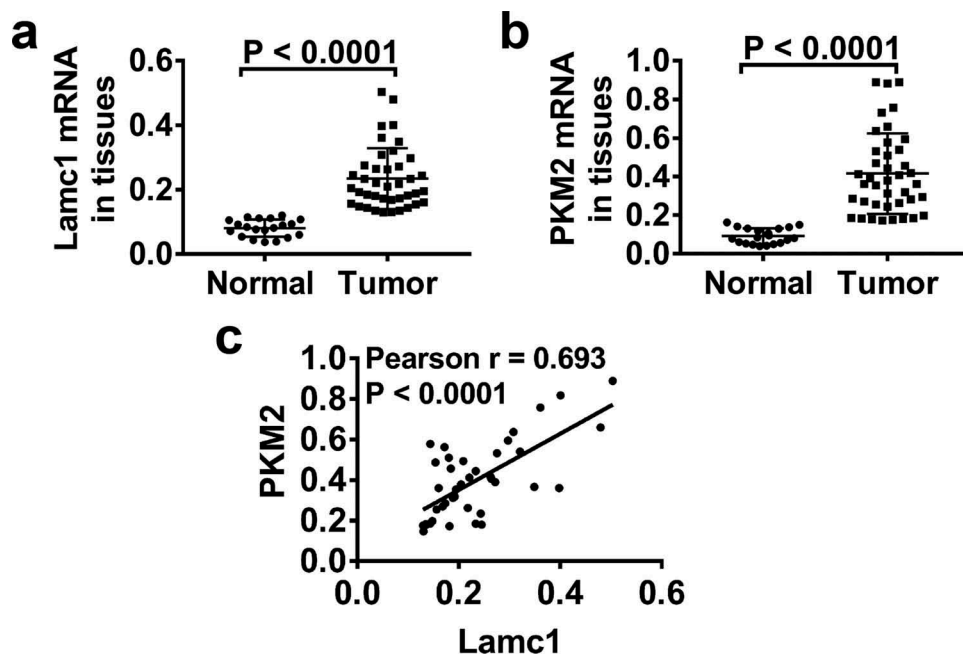 a
P < 0.0001
Lamc1 mRNA
in tissues
0.6
0.4
0.2
0.0
Normal Tumor
b
P < 0.0001
PKM2 mRNA
in tissues
1.0
0.8
0.6
0.4
0.2
0.0
Normal Tumor
c
Pearson r = 0.693
P < 0.0001
PKM2
1.0
0.8
0.6
0.4
0.2
0.0
0.0 0.2 0.4 0.6
Lamc1